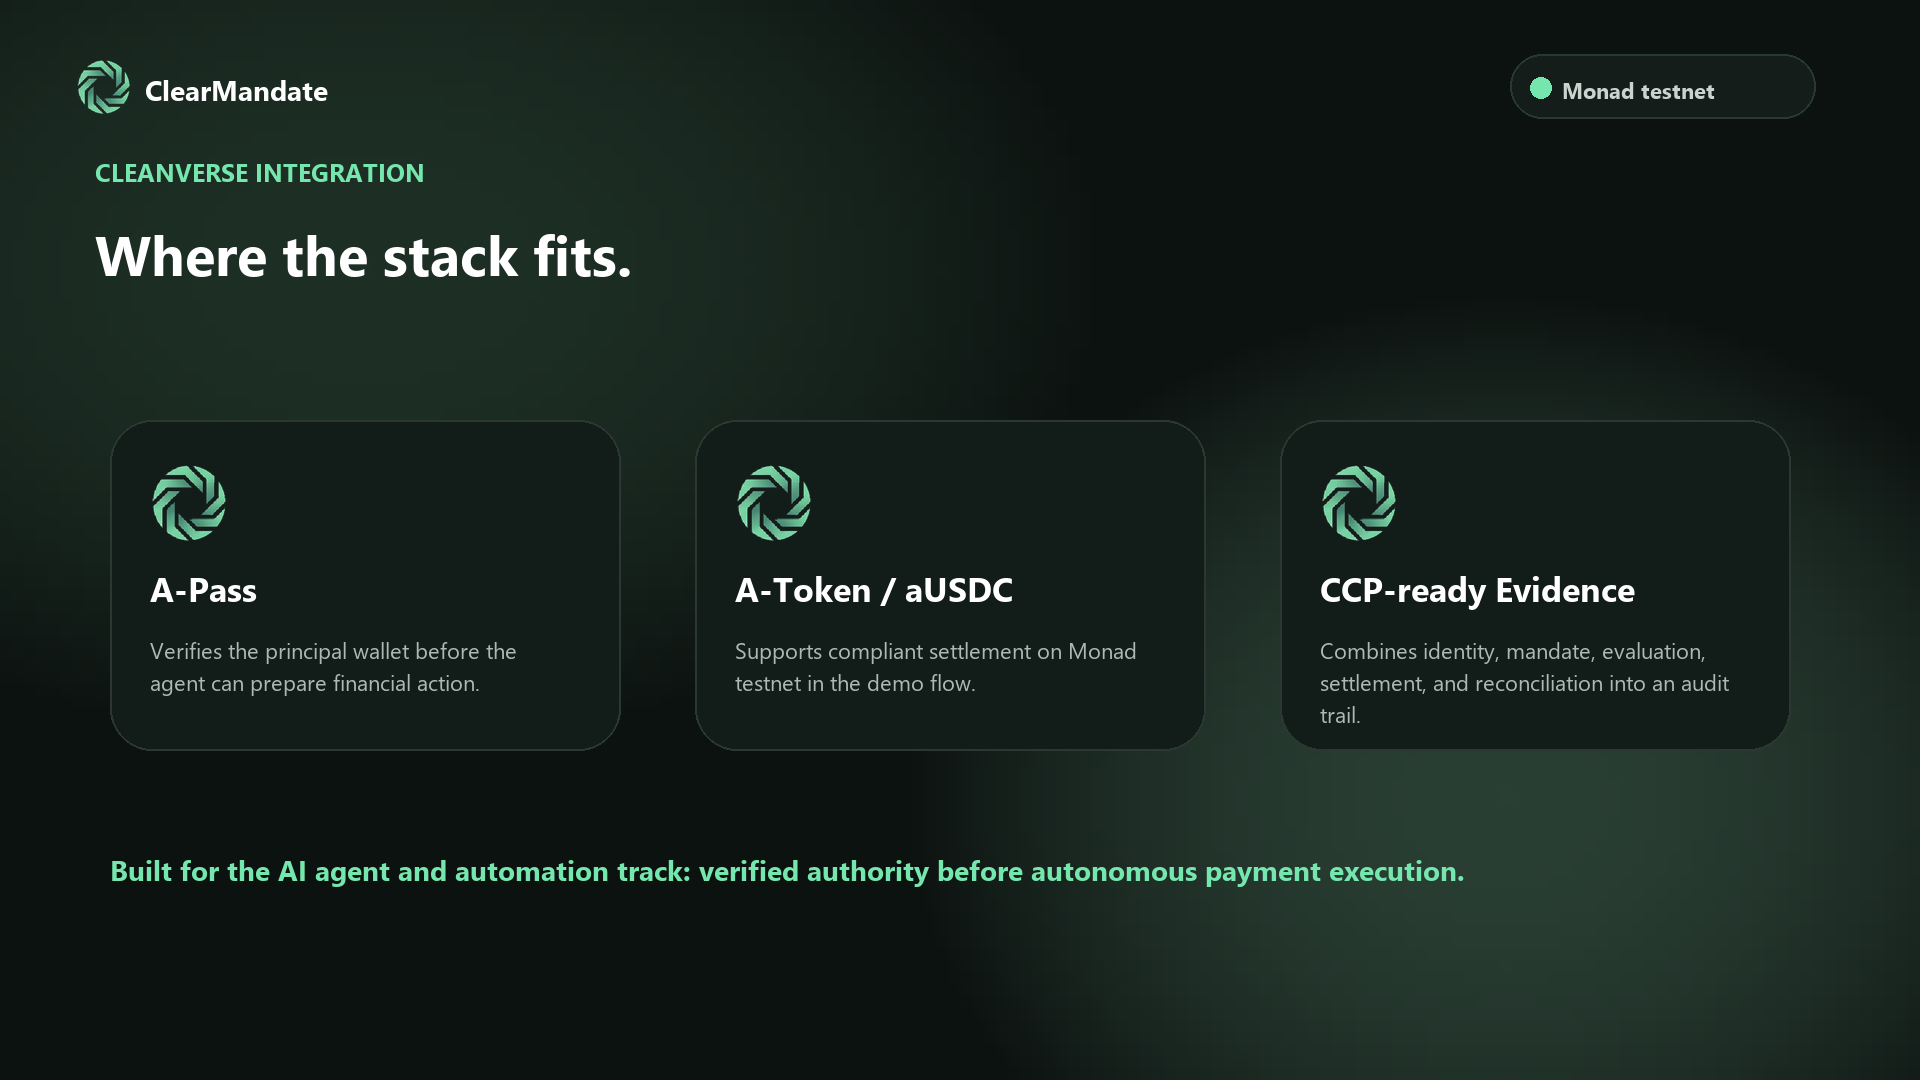 ClearMandate
Monad testnet
CLEANVERSE INTEGRATION
Where the stack fits.
A-Pass
Verifies the principal wallet before the
agent can prepare financial action.
A-Token / aUSDC
Supports compliant settlement on Monad
testnet in the demo flow.
CCP-ready Evidence
Combines identity, mandate, evaluation,
settlement, and reconciliation into an audit
trail.
Built for the AI agent and automation track: verified authority before autonomous payment execution.